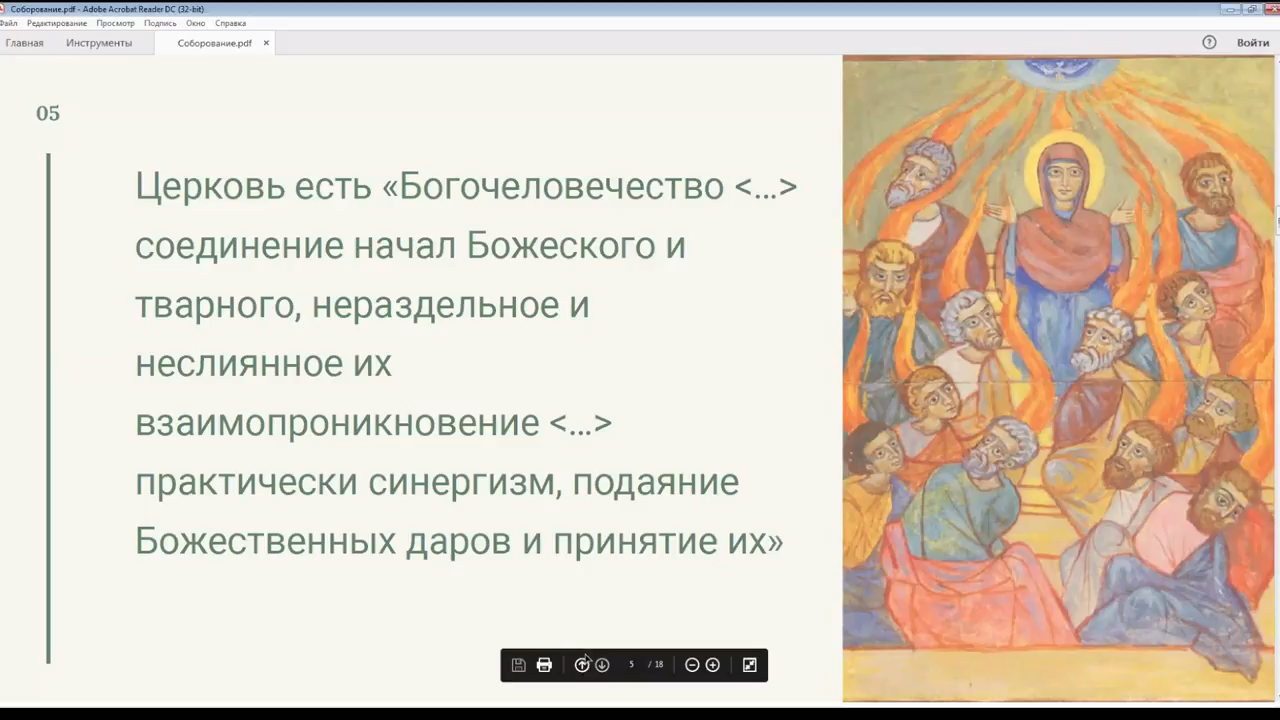 Соборование.pdf - Adobe Acrobat Reader DC (32-bit)
Файл Редактирование Просмотр Подпись Окно Справка
Главная Инструменты Соборование.pdf × ? Войти
05
Церковь есть «Богочеловечество <...>
соединение начал Божеского и
тварного, нераздельное и
неслиянное их
взаимопроникновение <...>
практически синергизм, подаяние
Божественных даров и принятие их»
5 / 18